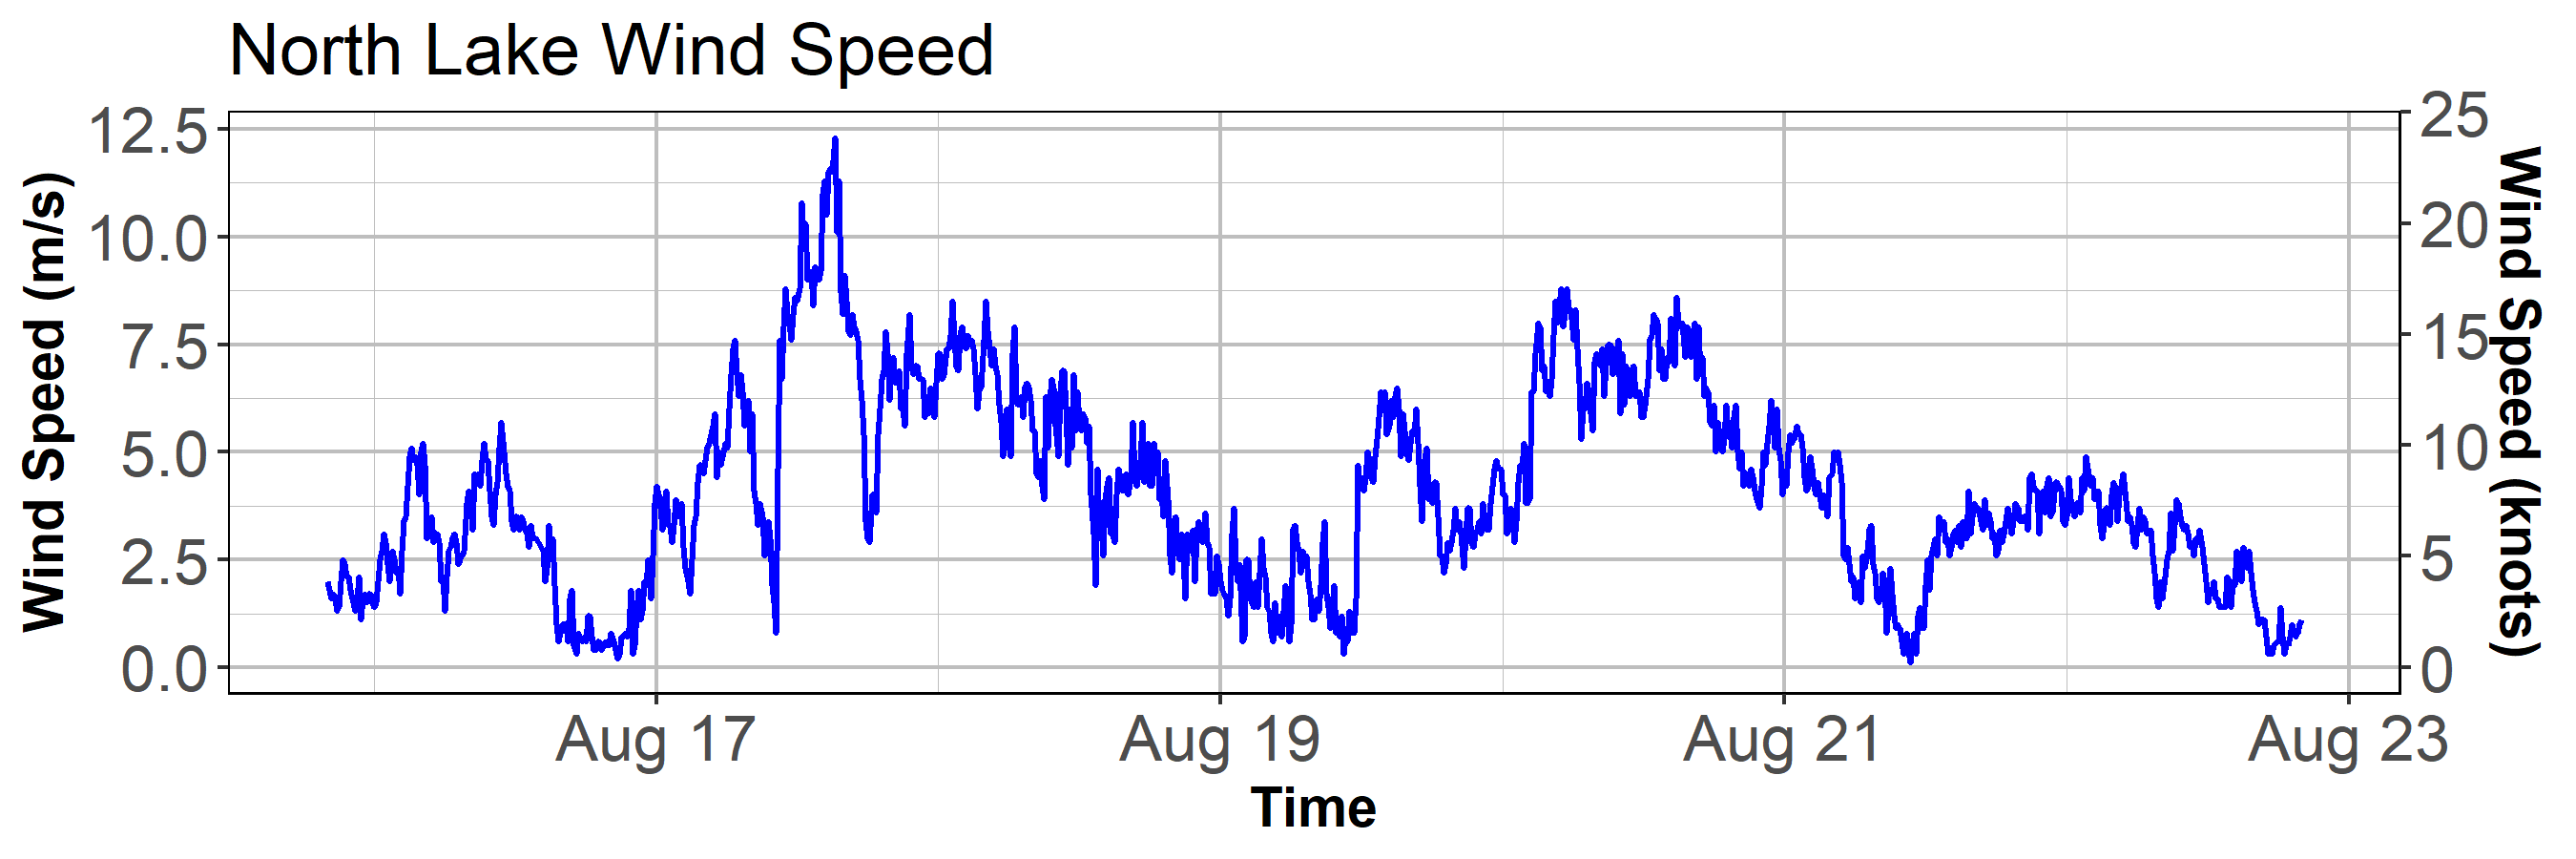 North Lake Wind Speed
Wind Speed (m/s)
12.5
10.0
7.5
5.0
2.5
0.0
25
20
15
10
5
0
Wind Speed (knots)
Aug 17
Aug 19
Aug 21
Aug 23
Time